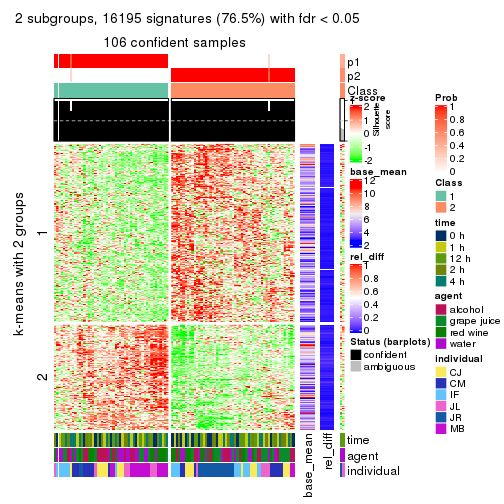 2 subgroups, 16195 signatures (76.5%) with fdr < 0.05
106 confident samples
p1
p2
Class
z-score
2
1
0
-1
-2
Silhouette
score
k-means with 2 groups
1
2
base_mean
12
10
8
6
4
2
rel_diff
1
0.8
0.6
0.4
0.2
0
Status (barplots)
confident
ambiguous
Prob
1
0.8
0.6
0.4
0.2
0
Class
1
2
time
0 h
1 h
12 h
2 h
4 h
agent
alcohol
grape juice
red wine
water
individual
CJ
CM
IF
JL
JR
MB
time
agent
individual
base_mean
rel_diff